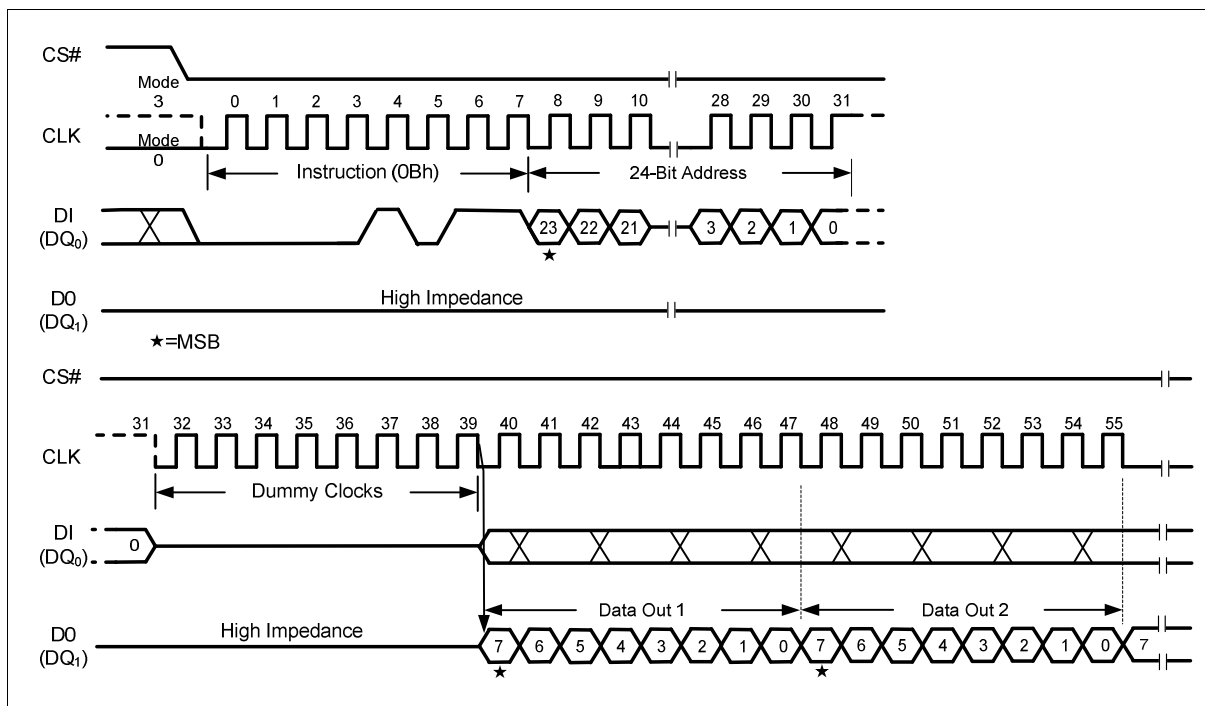 CS#
Mode
3
0 1 2 3 4 5 6 7 8 9 10 28 29 30 31
CLK
Mode
0
Instruction (0Bh) 24-Bit Address
DI
(DQ0)
23 22 21 3 2 1 0
★
D0
(DQ1)
High Impedance
★=MSB
CS#
31 32 33 34 35 36 37 38 39 40 41 42 43 44 45 46 47 48 49 50 51 52 53 54 55
CLK
Dummy Clocks
DI
(DQ0)
0
Data Out 1 Data Out 2
D0
(DQ1)
High Impedance
7 6 5 4 3 2 1 0 7 6 5 4 3 2 1 0 7
★ ★